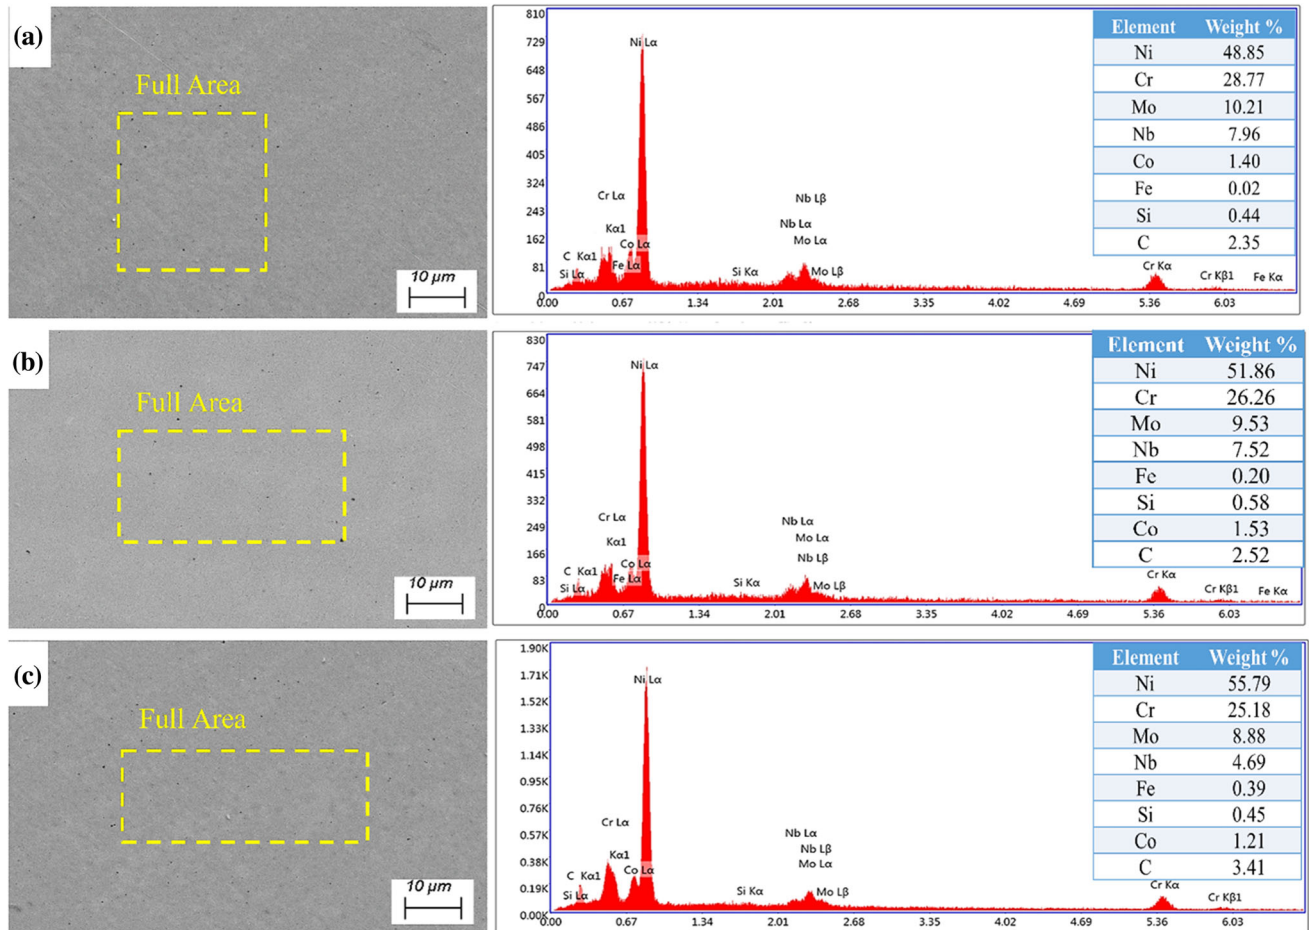 (a)
Full Area
10 µm
810
729
648
567
486
405
324
243
162
81
0
Ni Lα
Cr Lα
Kα1
Co Lα
C Kα1
Fe Lα
Si Lα
Nb Lβ
Nb Lα
Mo Lα
Si Kα
Mo Lβ
Cr Kα
Cr Kβ1
Fe Kα
0.00 0.67 1.34 2.01 2.68 3.35 4.02 4.69 5.36 6.03
Element Weight %
Ni 48.85
Cr 28.77
Mo 10.21
Nb 7.96
Co 1.40
Fe 0.02
Si 0.44
C 2.35
(b)
Full Area
10 µm
830
747
664
581
498
415
332
249
166
83
0
Ni Lα
Cr Lα
Kα1
Co Lα
C Kα1
Fe Lα
Si Lα
Nb Lα
Mo Lα
Nb Lβ
Si Kα
Mo Lβ
Cr Kα
Cr Kβ1
Fe Kα
0.00 0.67 1.34 2.01 2.68 3.35 4.02 4.69 5.36 6.03
Element Weight %
Ni 51.86
Cr 26.26
Mo 9.53
Nb 7.52
Fe 0.20
Si 0.58
Co 1.53
C 2.52
(c)
Full Area
10 µm
1.90K
1.71K
1.52K
1.33K
1.14K
0.95K
0.76K
0.57K
0.38K
0.19K
0.00K
Ni Lα
Cr Lα
Kα1
Co Lα
C Kα1
Si Lα
Nb Lα
Nb Lβ
Mo Lα
Si Kα
Mo Lβ
Cr Kα
Cr Kβ1
0.67 1.34 2.01 2.68 3.35 4.02 4.69 5.36 6.03
Element Weight %
Ni 55.79
Cr 25.18
Mo 8.88
Nb 4.69
Fe 0.39
Si 0.45
Co 1.21
C 3.41